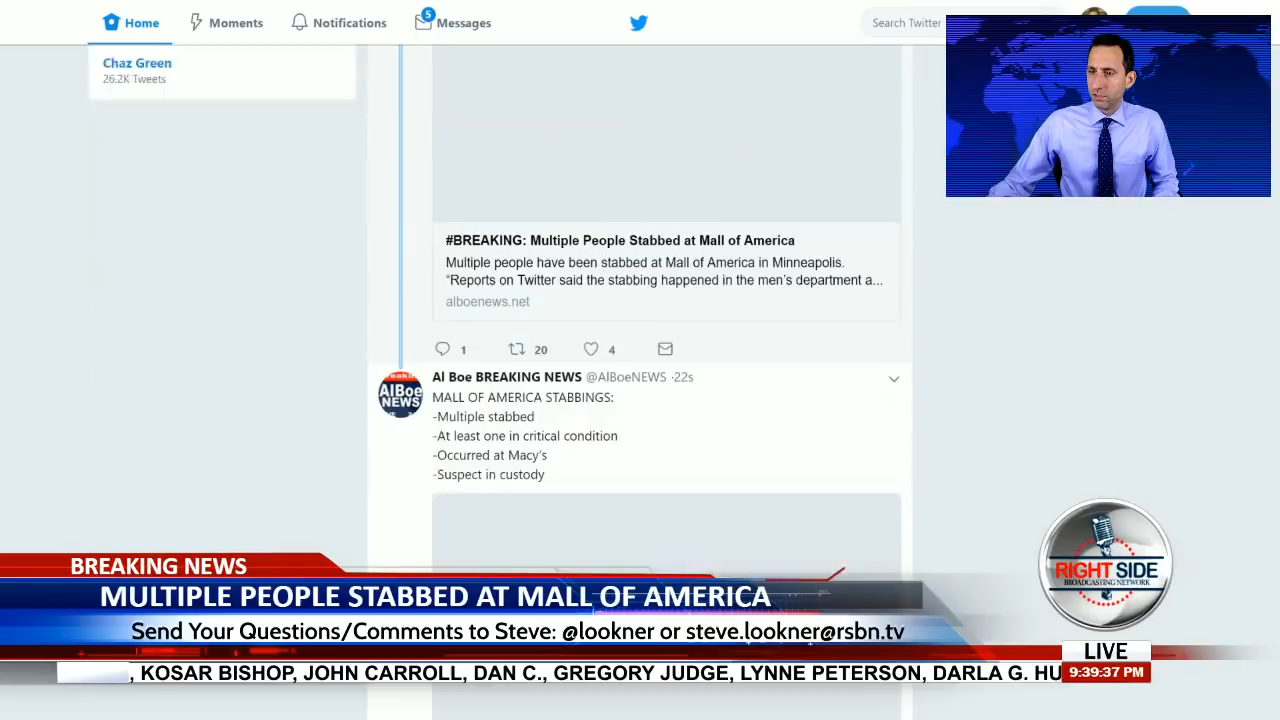 Home
Moments
Notifications
5
Messages
Search Twitter
Chaz Green
26.2K Tweets
#BREAKING: Multiple People Stabbed at Mall of America
Multiple people have been stabbed at Mall of America in Minneapolis.
“Reports on Twitter said the stabbing happened in the men’s department a...
alboenews.net
1 20 4
Al Boe BREAKING NEWS @AlBoeNEWS ·22s
AlBoe
NEWS
MALL OF AMERICA STABBINGS:
-Multiple stabbed
-At least one in critical condition
-Occurred at Macy’s
-Suspect in custody
BREAKING NEWS
MULTIPLE PEOPLE STABBED AT MALL OF AMERICA
Send Your Questions/Comments to Steve: @lookner or steve.lookner@rsbn.tv
RIGHT SIDE
BROADCASTING NETWORK
LIVE
9:39:37 PM
, KOSAR BISHOP, JOHN CARROLL, DAN C., GREGORY JUDGE, LYNNE PETERSON, DARLA G. HU